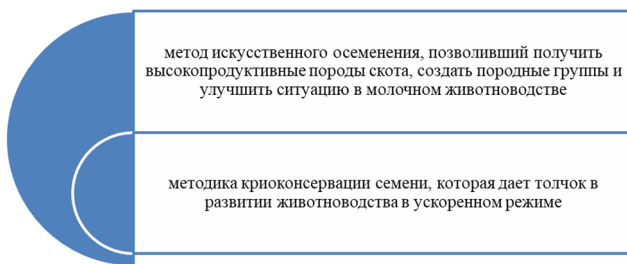 метод искусственного осеменения, позволивший получить
высокопродуктивные породы скота, создать породные группы и
улучшить ситуацию в молочном животноводстве
методика криоконсервации семени, которая дает толчок в
развитии животноводства в ускоренном режиме